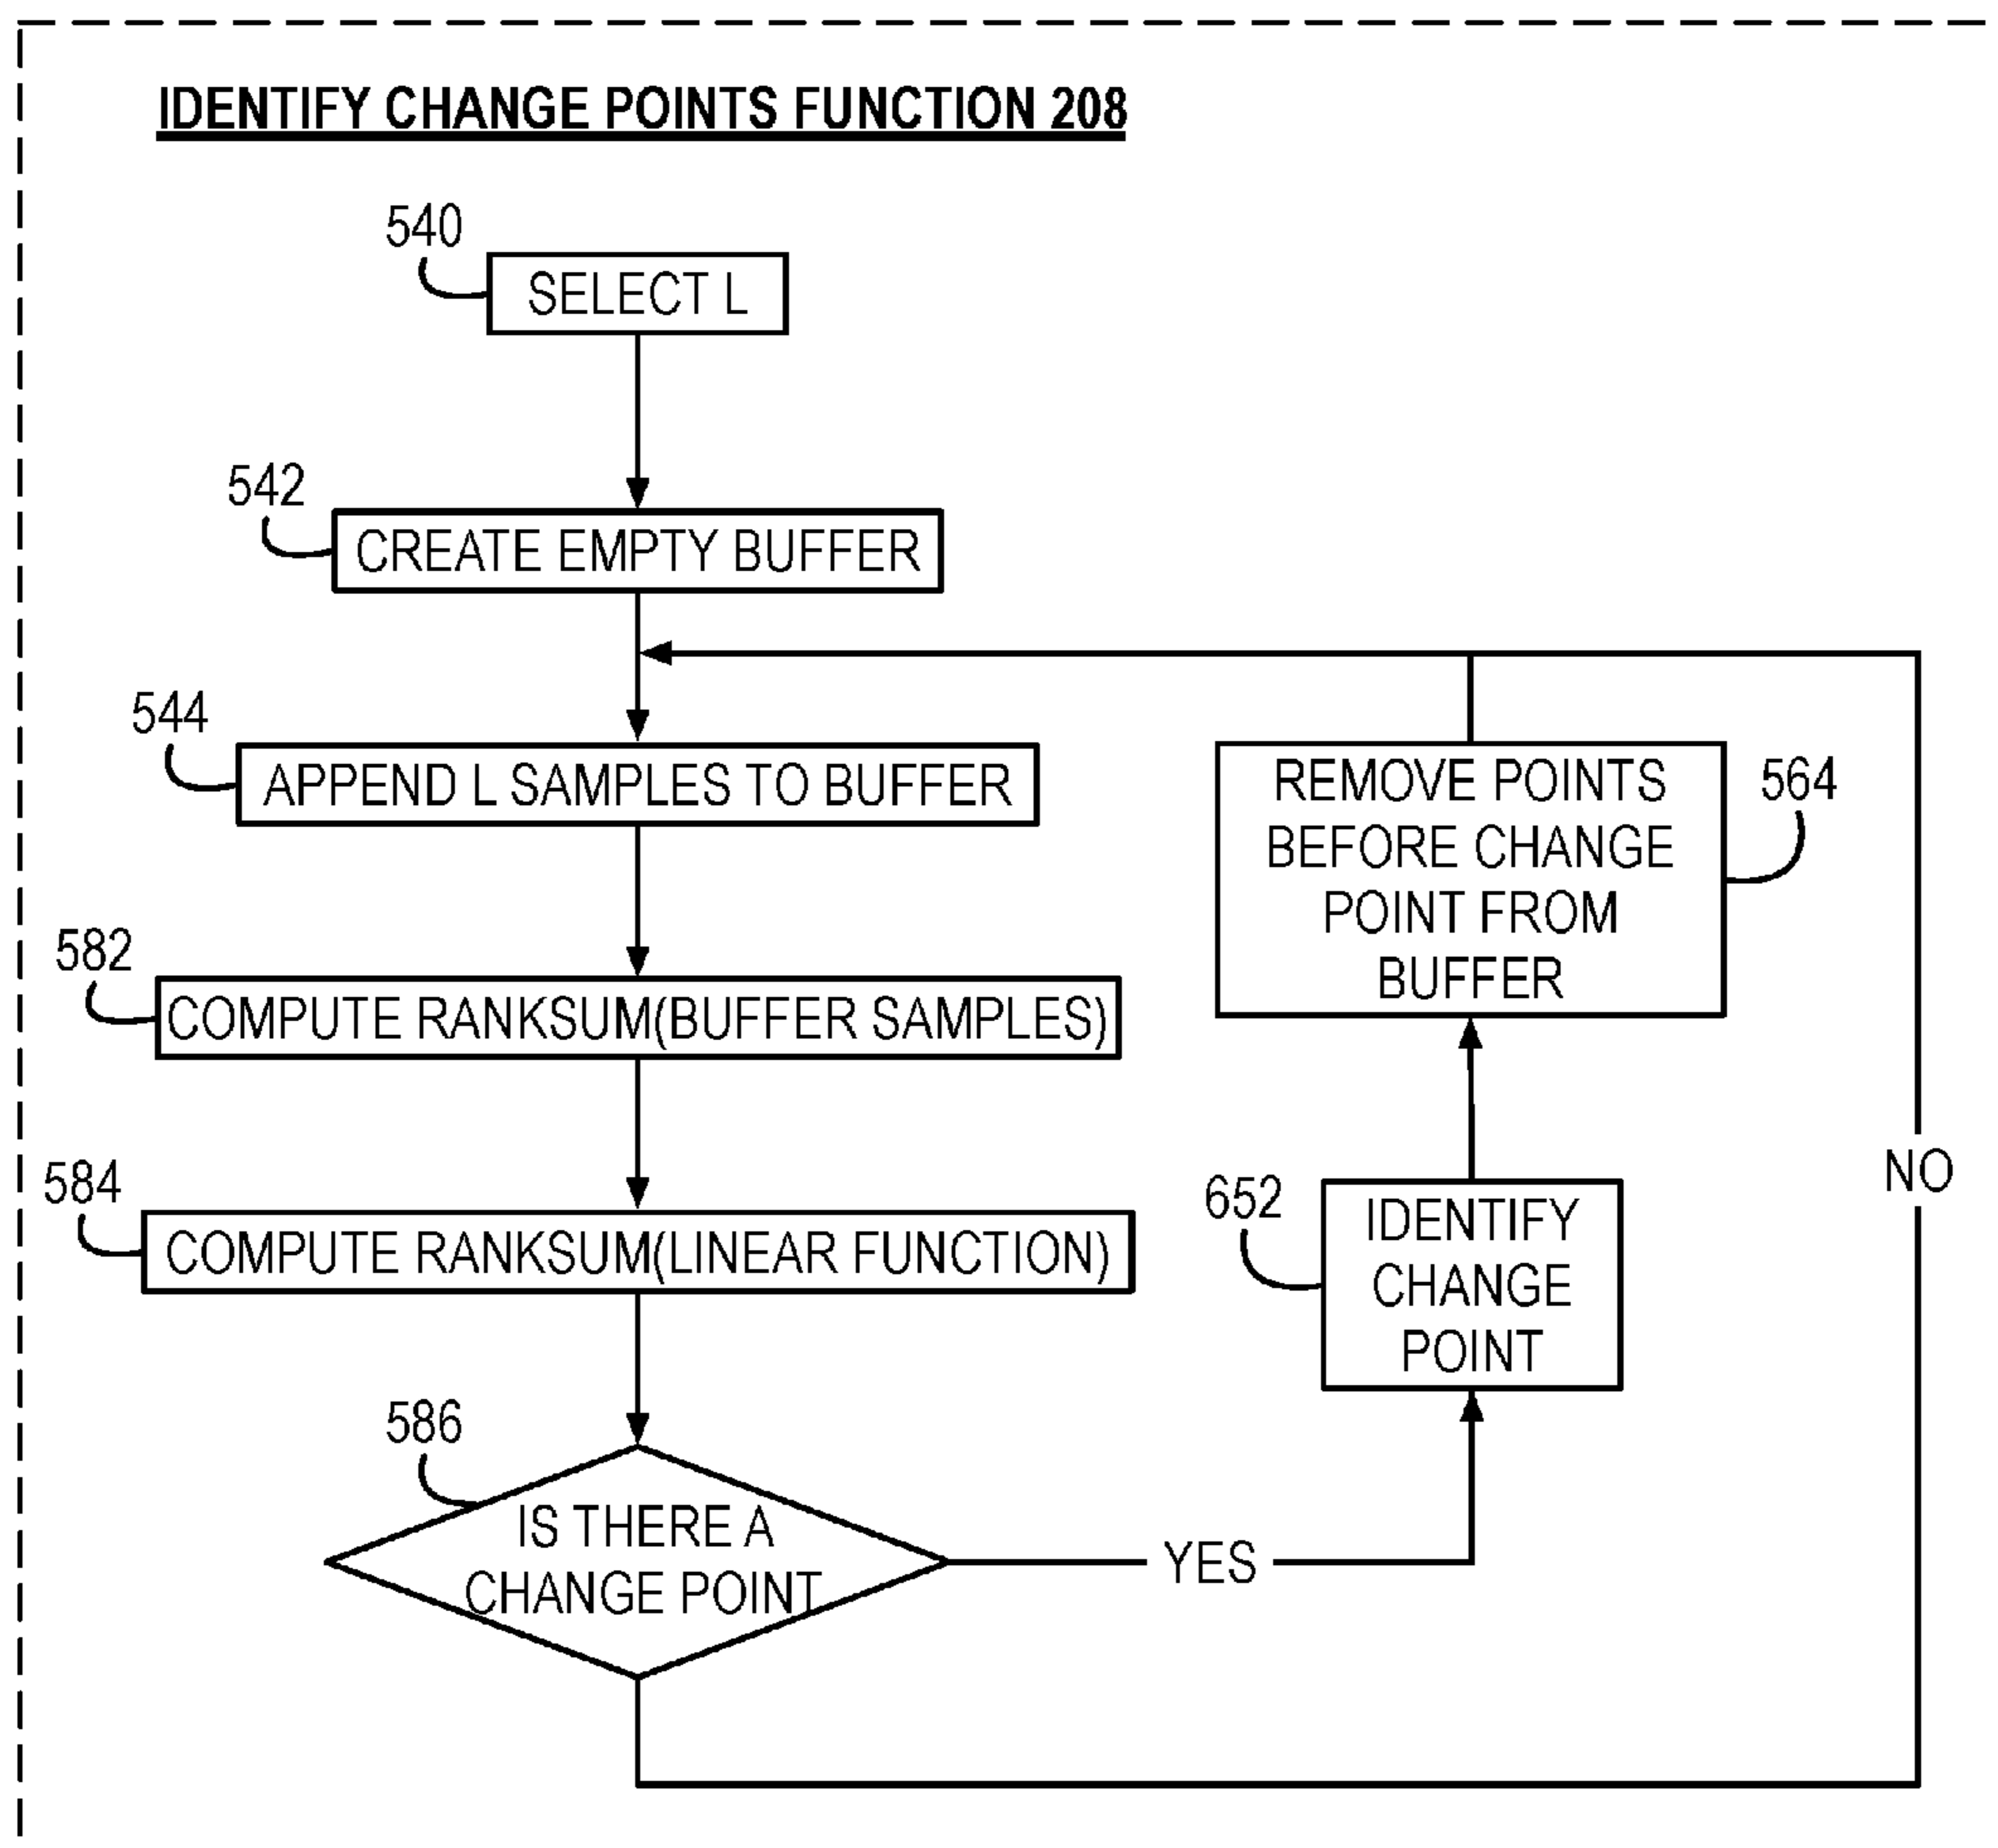 IDENTIFY CHANGE POINTS FUNCTION 208
540
SELECT L
542
CREATE EMPTY BUFFER
544
APPEND L SAMPLES TO BUFFER
582
COMPUTE RANKSUM(BUFFER SAMPLES)
584
COMPUTE RANKSUM(LINEAR FUNCTION)
586
IS THERE A
CHANGE POINT
YES
652
IDENTIFY
CHANGE
POINT
REMOVE POINTS
BEFORE CHANGE
POINT FROM
BUFFER
564
NO